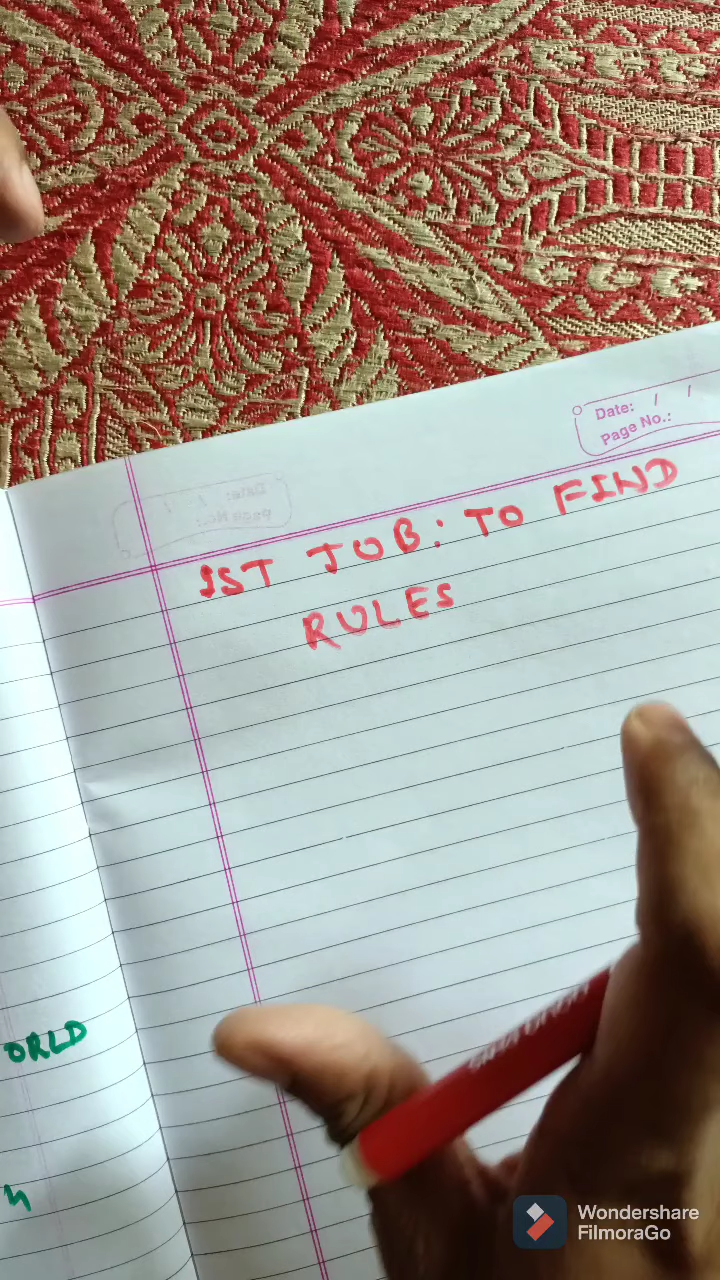 Date: / /
Page No.:
1ST JOB: TO FIND
RULES
ORLD
Wondershare
FilmoraGo